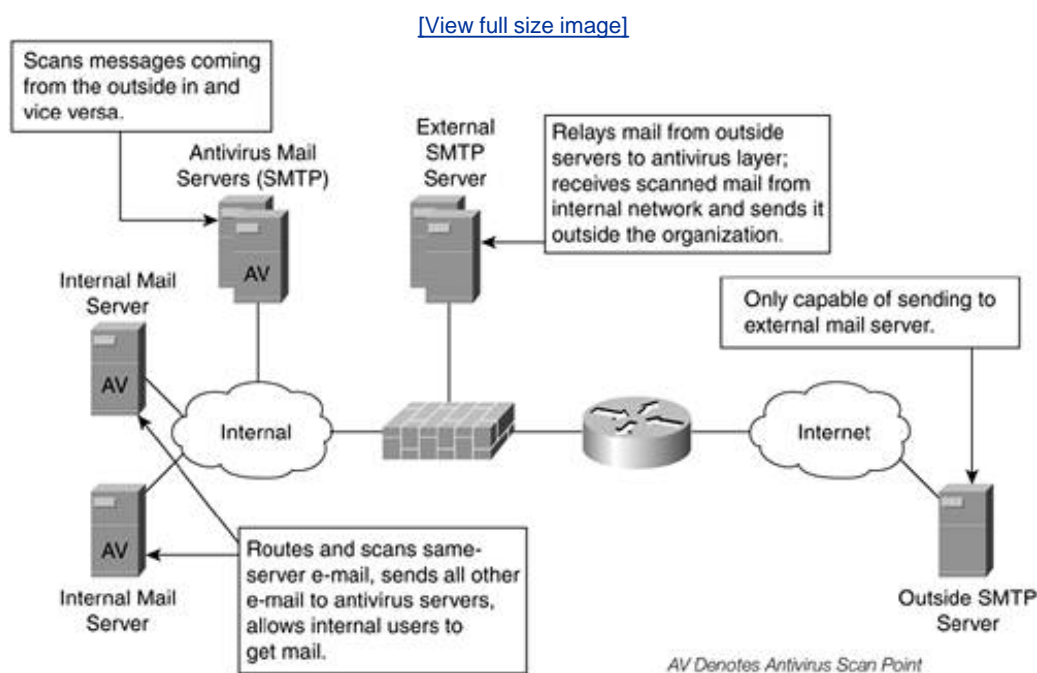 [View full size image]
Scans messages coming
from the outside in and
vice versa.
Antivirus Mail
Servers (SMTP)
External
SMTP
Server
Relays mail from outside
servers to antivirus layer;
receives scanned mail from
internal network and sends it
outside the organization.
AV
Internal Mail
Server
AV
Only capable of sending to
external mail server.
Internal
Internet
AV
Internal Mail
Server
Routes and scans same-
server e-mail, sends all other
e-mail to antivirus servers,
allows internal users to
get mail.
Outside SMTP
Server
AV Denotes Antivirus Scan Point